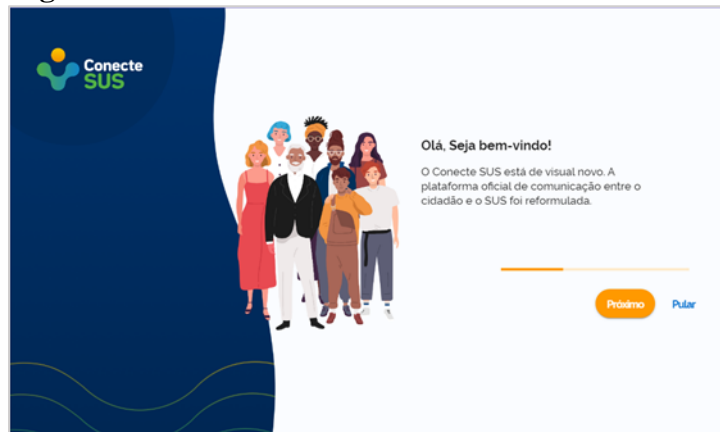 Conecte
SUS
Olá, Seja bem-vindo!
O Conecte SUS está de visual novo. A
plataforma oficial de comunicação entre o
cidadão e o SUS foi reformulada.
Próximo
Pular